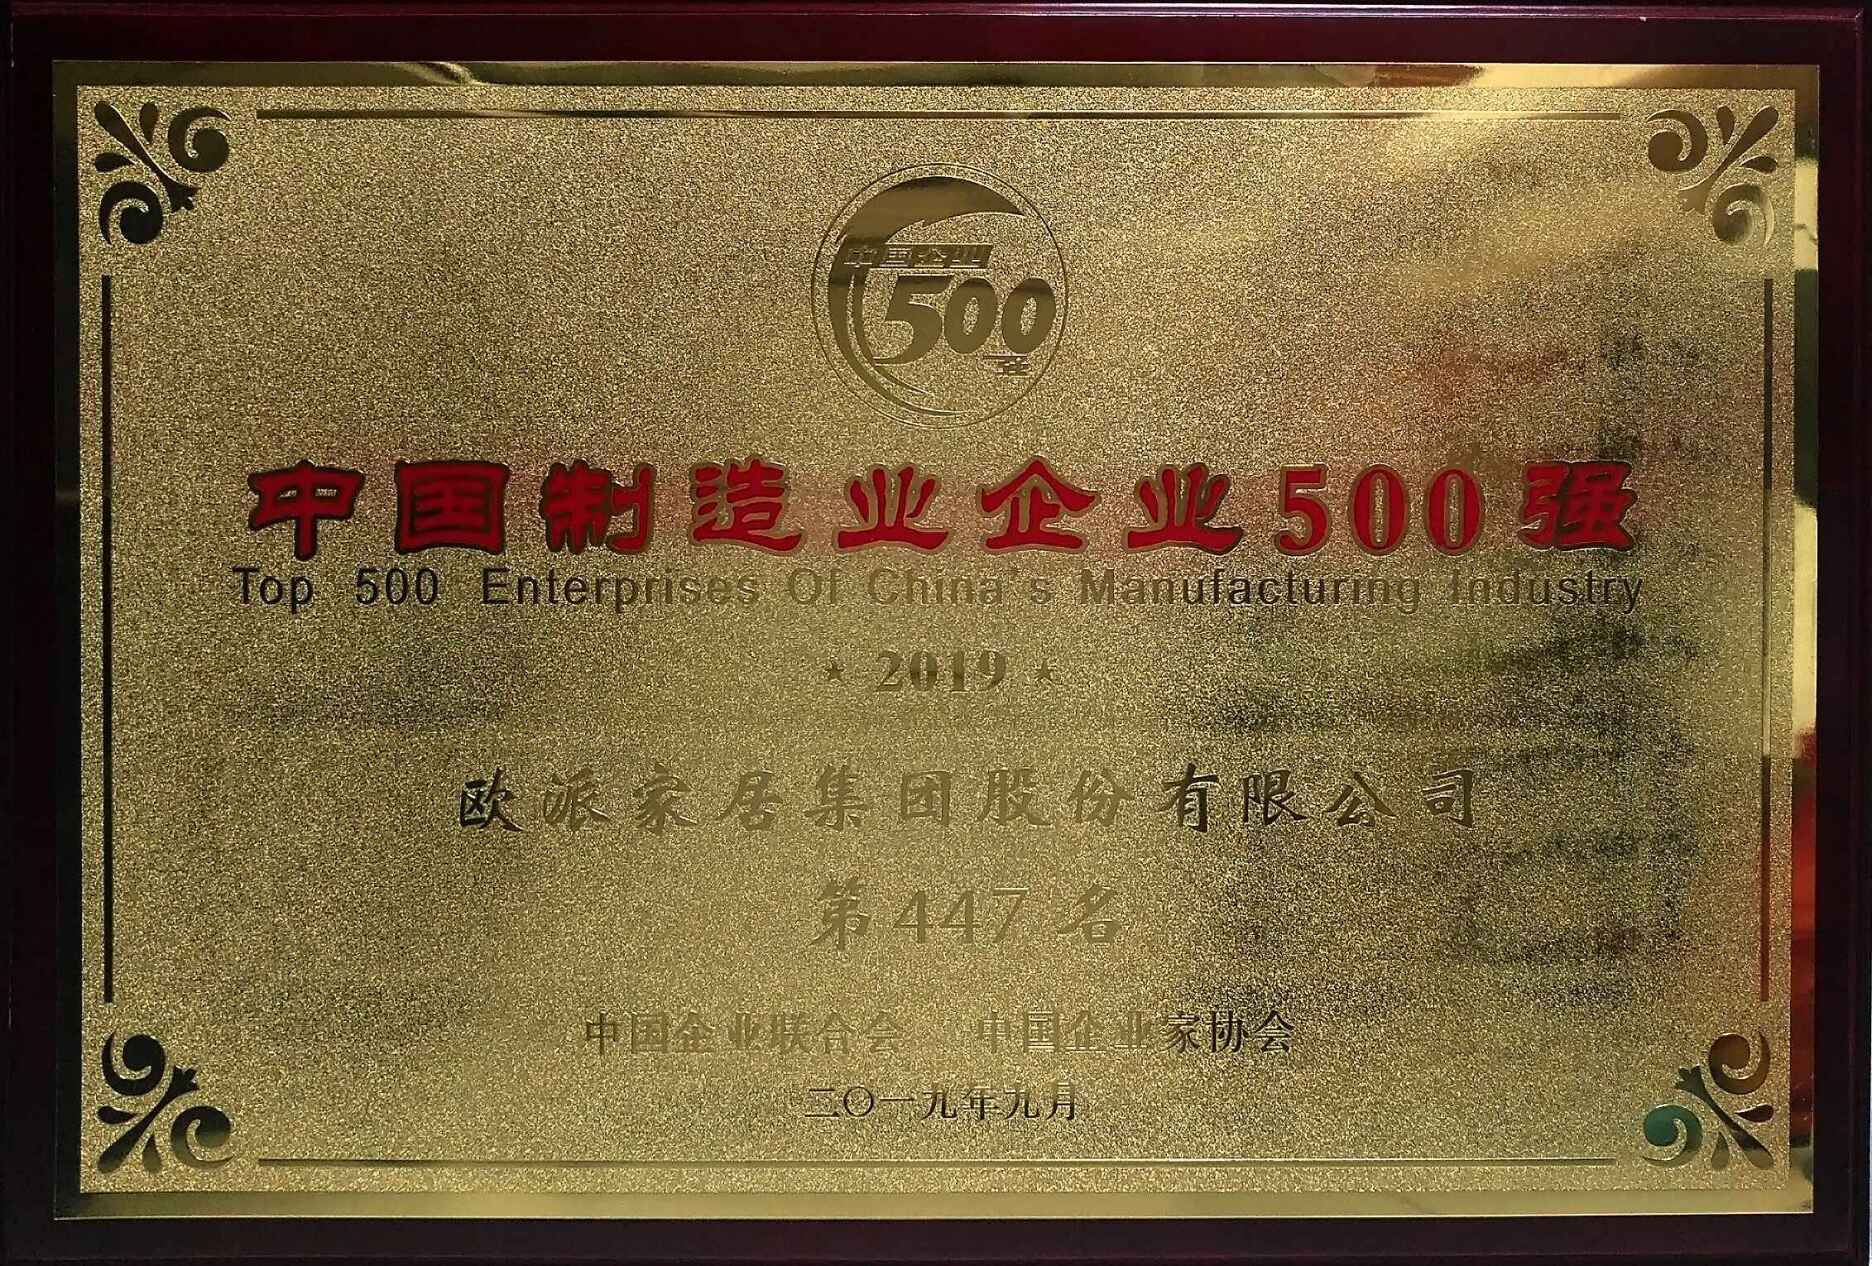 中国企业
500
强
中国制造业企业500强
Top 500 Enterprises Of China's Manufacturing Industry
★ 2019 ★
欧派家居集团股份有限公司
第447名
中国企业联合会 中国企业家协会
二〇一九年九月